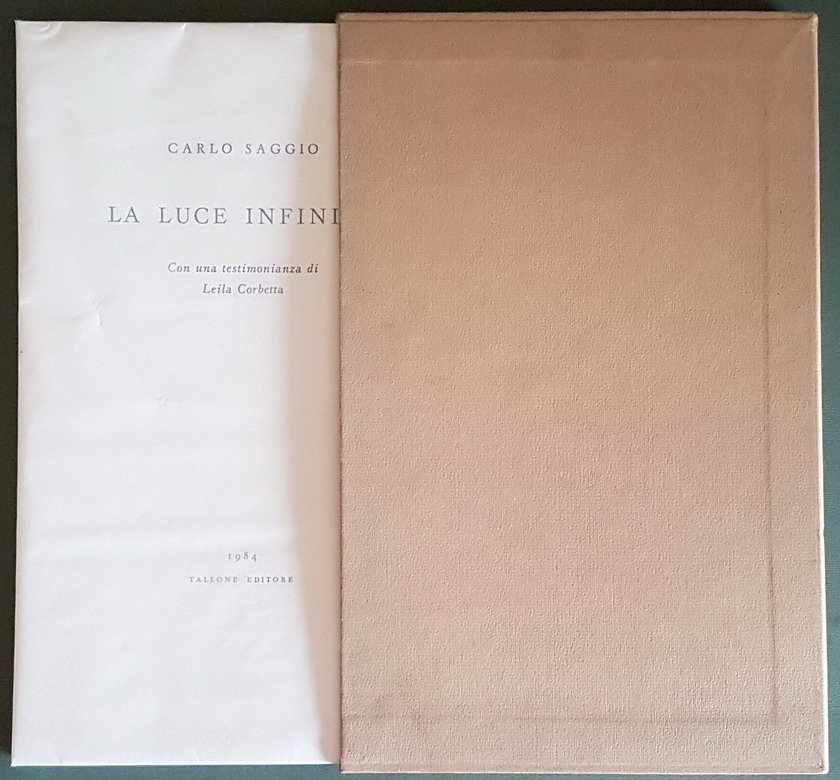 CARLO SAGGIO
LA LUCE INFINI
Con una testimonianza di
Leila Corbetta
1984
TALLONE EDITORE